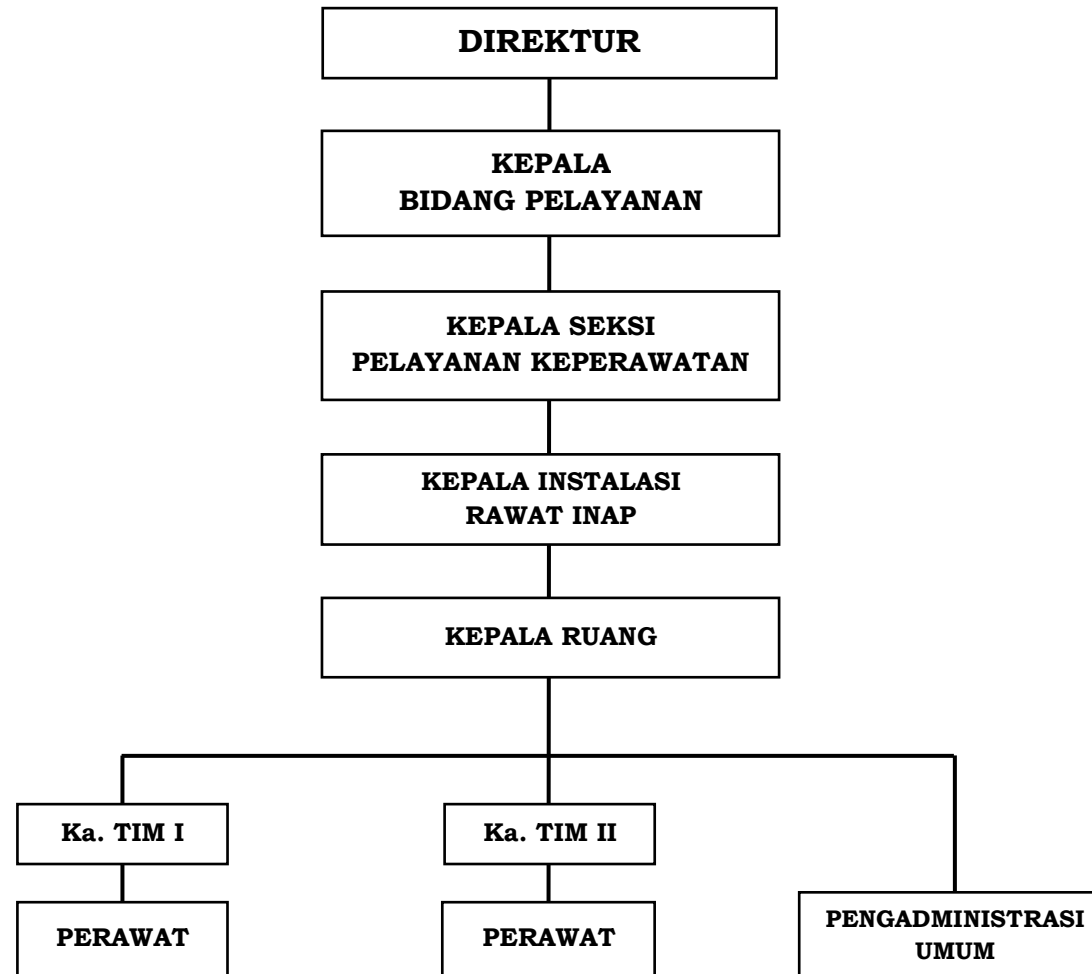 DIREKTUR
KEPALA
BIDANG PELAYANAN
KEPALA SEKSI
PELAYANAN KEPERAWATAN
KEPALA INSTALASI
RAWAT INAP
KEPALA RUANG
Ka. TIM I
Ka. TIM II
PERAWAT
PERAWAT
PENGADMINISTRASI
UMUM